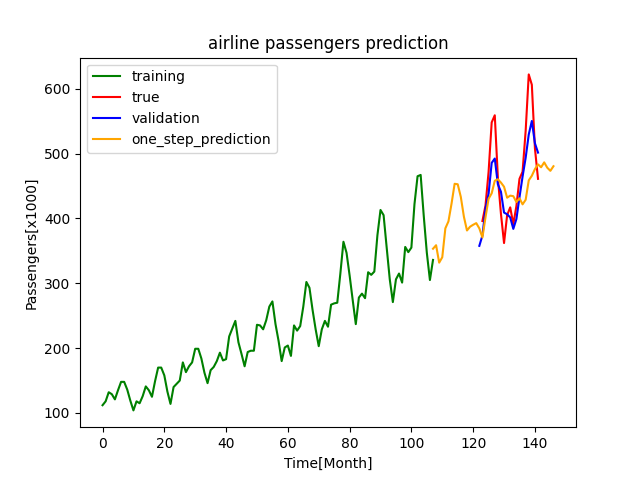 airline passengers prediction
training
true
validation
one_step_prediction
600
500
400
300
200
100
Passengers[x1000]
0 20 40 60 80 100 120 140
Time[Month]